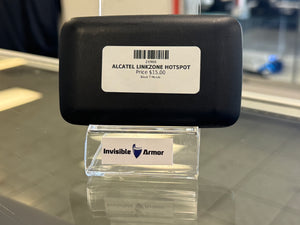 ALCATEL LINKZONE HOTSPOT
Price $15.00
Invisible Armor